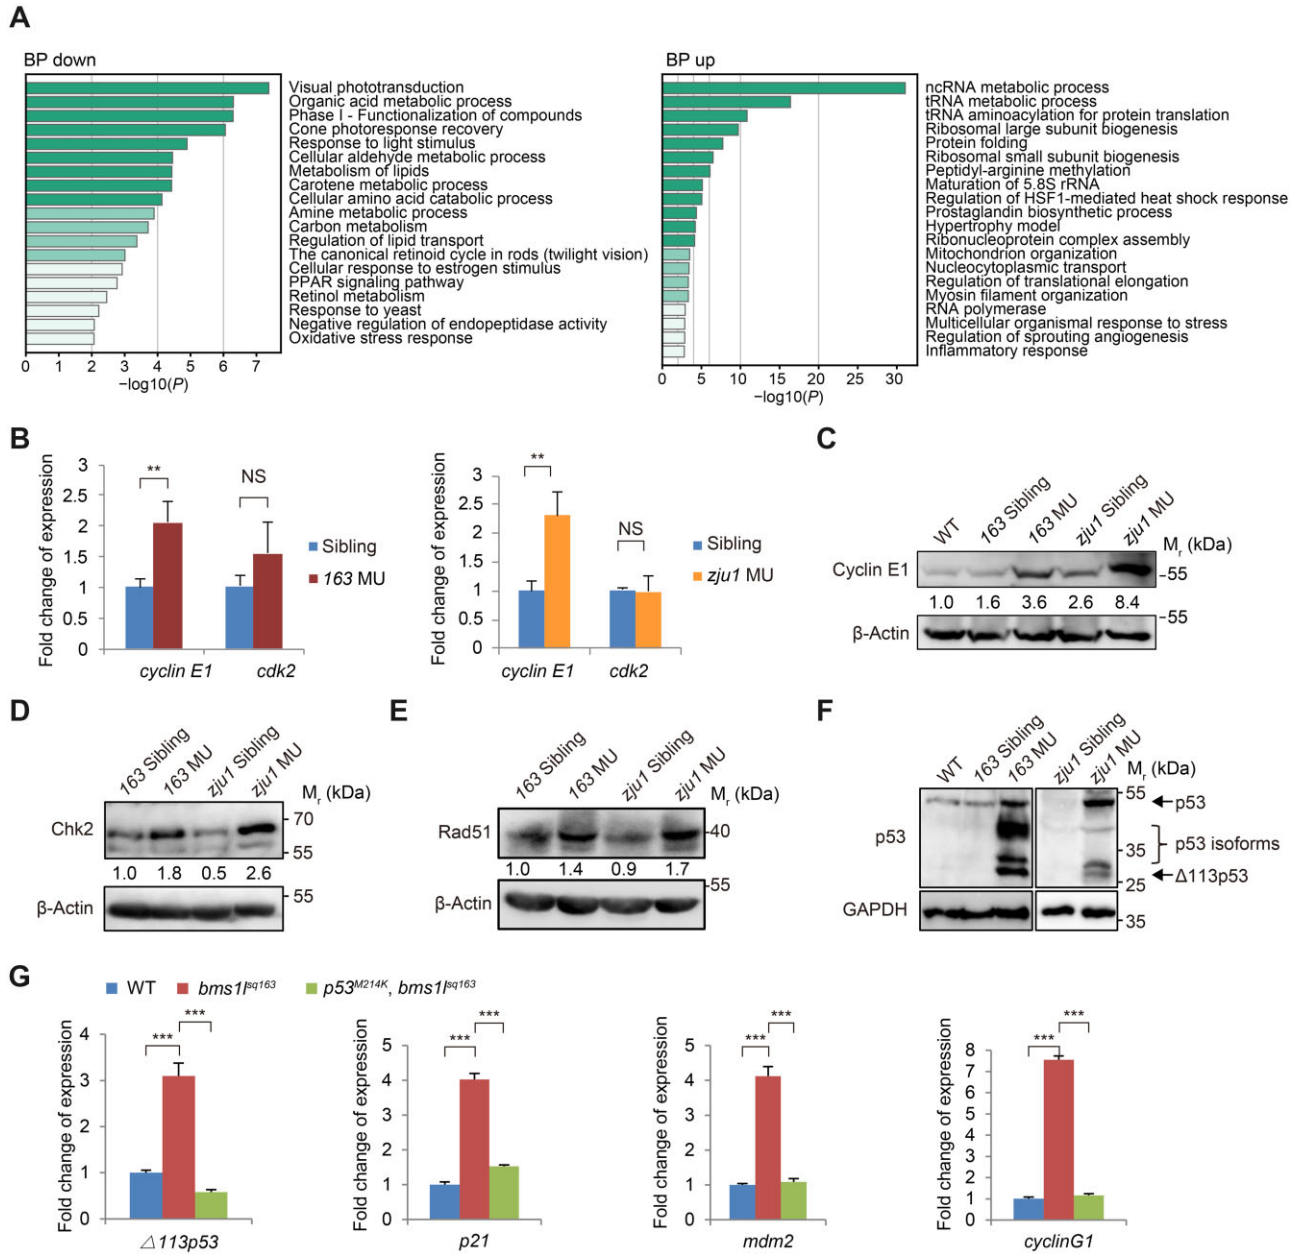 A
BP down
Visual phototransduction
Organic acid metabolic process
Phase I - Functionalization of compounds
Cone photoresponse recovery
Response to light stimulus
Cellular aldehyde metabolic process
Metabolism of lipids
Carotene metabolic process
Cellular amino acid catabolic process
Amine metabolic process
Carbon metabolism
Regulation of lipid transport
The canonical retinoid cycle in rods (twilight vision)
Cellular response to estrogen stimulus
PPAR signaling pathway
Retinol metabolism
Response to yeast
Negative regulation of endopeptidase activity
Oxidative stress response
0 1 2 3 4 5 6 7
−log10(P)
BP up
ncRNA metabolic process
tRNA metabolic process
tRNA aminoacylation for protein translation
Ribosomal large subunit biogenesis
Protein folding
Ribosomal small subunit biogenesis
Peptidyl-arginine methylation
Maturation of 5.8S rRNA
Regulation of HSF1-mediated heat shock response
Prostaglandin biosynthetic process
Hypertrophy model
Ribonucleoprotein complex assembly
Mitochondrion organization
Nucleocytoplasmic transport
Regulation of translational elongation
Myosin filament organization
RNA polymerase
Multicellular organismal response to stress
Regulation of sprouting angiogenesis
Inflammatory response
0 5 10 15 20 25 30
−log10(P)
B
Fold change of expression
3
2.5
2
1.5
1
0.5
0
**
NS
Sibling
163 MU
cyclin E1 cdk2
Fold change of expression
3
2.5
2
1.5
1
0.5
0
**
NS
Sibling
zju1 MU
cyclin E1 cdk2
C
WT
163 Sibling
163 MU
zju1 Sibling
zju1 MU
Mr (kDa)
Cyclin E1
55
1.0 1.6 3.6 2.6 8.4
55
β-Actin
D
163 Sibling
163 MU
zju1 Sibling
zju1 MU
Mr (kDa)
Chk2
70
55
1.0 1.8 0.5 2.6
55
β-Actin
E
163 Sibling
163 MU
zju1 Sibling
zju1 MU
Mr (kDa)
Rad51
40
1.0 1.4 0.9 1.7
55
β-Actin
F
WT
163 Sibling
163 MU
zju1 Sibling
zju1 MU
Mr (kDa)
55
p53
p53
35
p53 isoforms
Δ113p53
25
GAPDH
35
G
WT bms1l^sq163 p53^M214K, bms1l^sq163
Fold change of expression
4
3
2
1
0
*** ***
△113p53
Fold change of expression
5
4
3
2
1
0
*** ***
p21
Fold change of expression
5
4
3
2
1
0
*** ***
mdm2
Fold change of expression
8
7
6
5
4
3
2
1
0
*** ***
cyclinG1